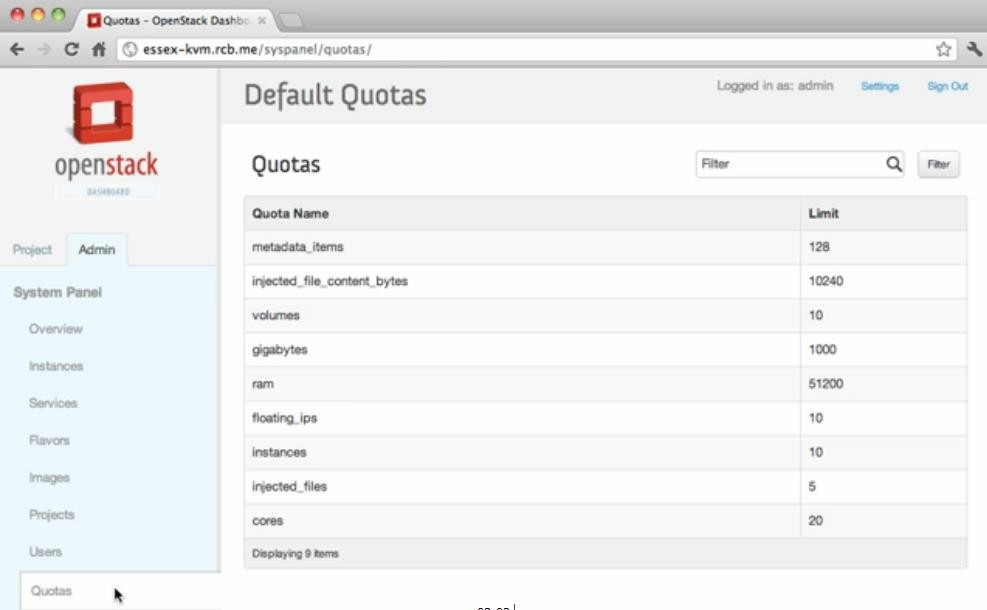 Quotas - OpenStack Dashbo
essex-kvm.rcb.me/syspanel/quotas/
openstack
DASHBOARD
Default Quotas
Logged in as: admin Settings Sign Out
Project Admin
System Panel
Overview
Instances
Services
Flavors
Images
Projects
Users
Quotas
Quotas
Filter Filter
Quota Name Limit
metadata_items 128
injected_file_content_bytes 10240
volumes 10
gigabytes 1000
ram 51200
floating_ips 10
instances 10
injected_files 5
cores 20
Displaying 9 items